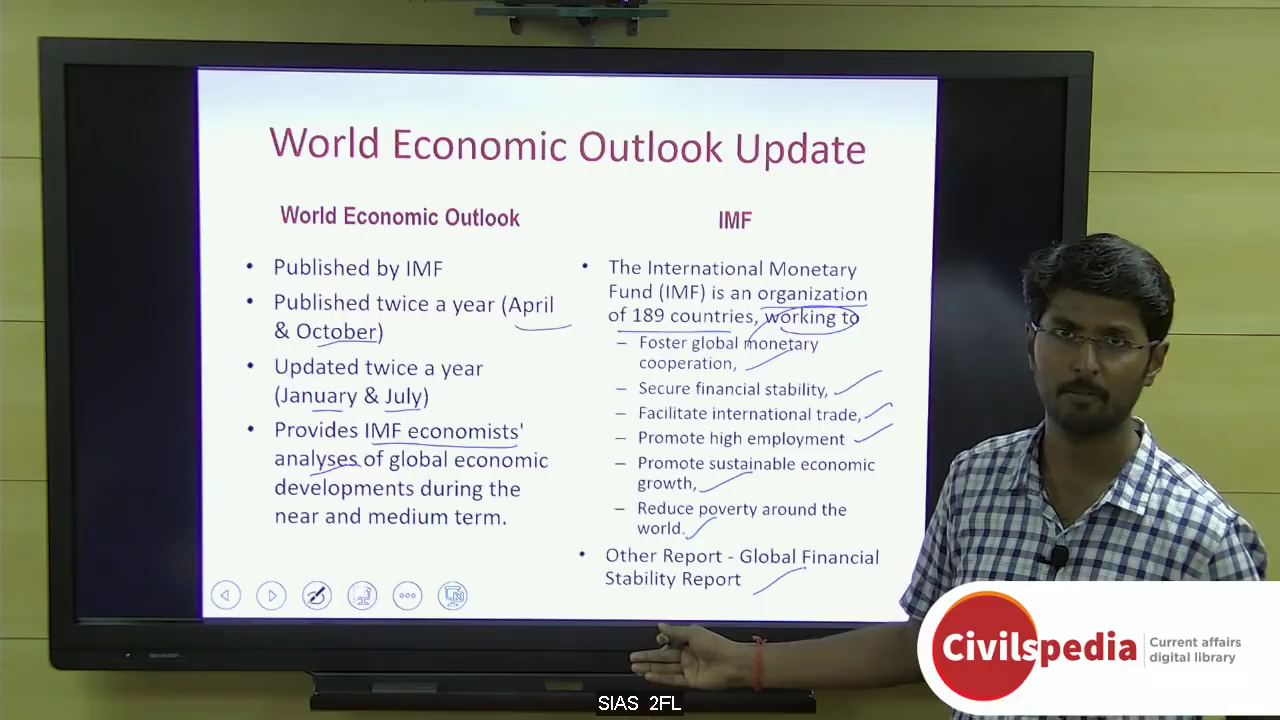 World Economic Outlook Update
World Economic Outlook
• Published by IMF
• Published twice a year (April
& October)
• Updated twice a year
(January & July)
• Provides IMF economists'
analyses of global economic
developments during the
near and medium term.
IMF
• The International Monetary
Fund (IMF) is an organization
of 189 countries, working to
– Foster global monetary
cooperation,
– Secure financial stability,
– Facilitate international trade,
– Promote high employment
– Promote sustainable economic
growth,
– Reduce poverty around the
world.
• Other Report - Global Financial
Stability Report
Civilspedia
Current affairs
digital library
SIAS 2FL